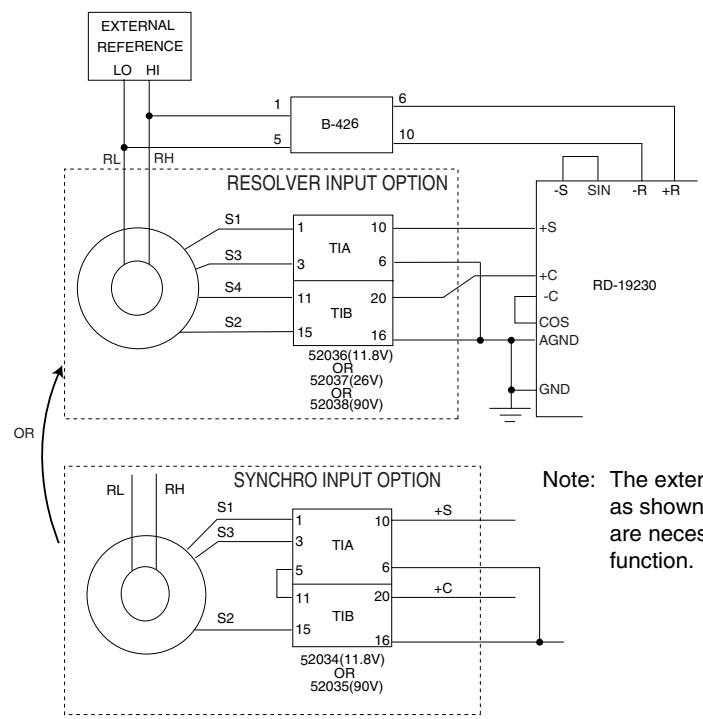 EXTERNAL
REFERENCE
LO HI
1
5
B-426
6
10
RL RH
RESOLVER INPUT OPTION
-S SIN -R +R
S1
S3
S4
S2
1
3
TIA
10
6
11
15
TIB
20
16
+S
+C
-C
COS
AGND
GND
RD-19230
52036(11.8V)
OR
52037(26V)
OR
52038(90V)
OR
SYNCHRO INPUT OPTION
RL RH
S1
S3
S2
1
3
5
TIA
10
6
11
15
TIB
20
16
+S
+C
52034(11.8V)
OR
52035(90V)
Note: The exter
as shown
are neces
function.